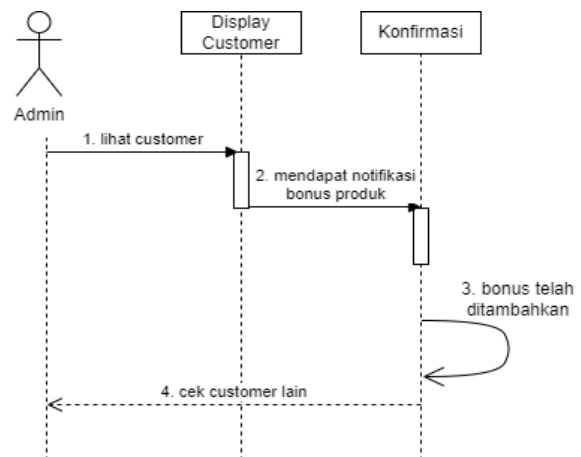 Display
Customer
Konfirmasi
Admin
1. lihat customer
2. mendapat notifikasi
bonus produk
3. bonus telah
ditambahkan
4. cek customer lain